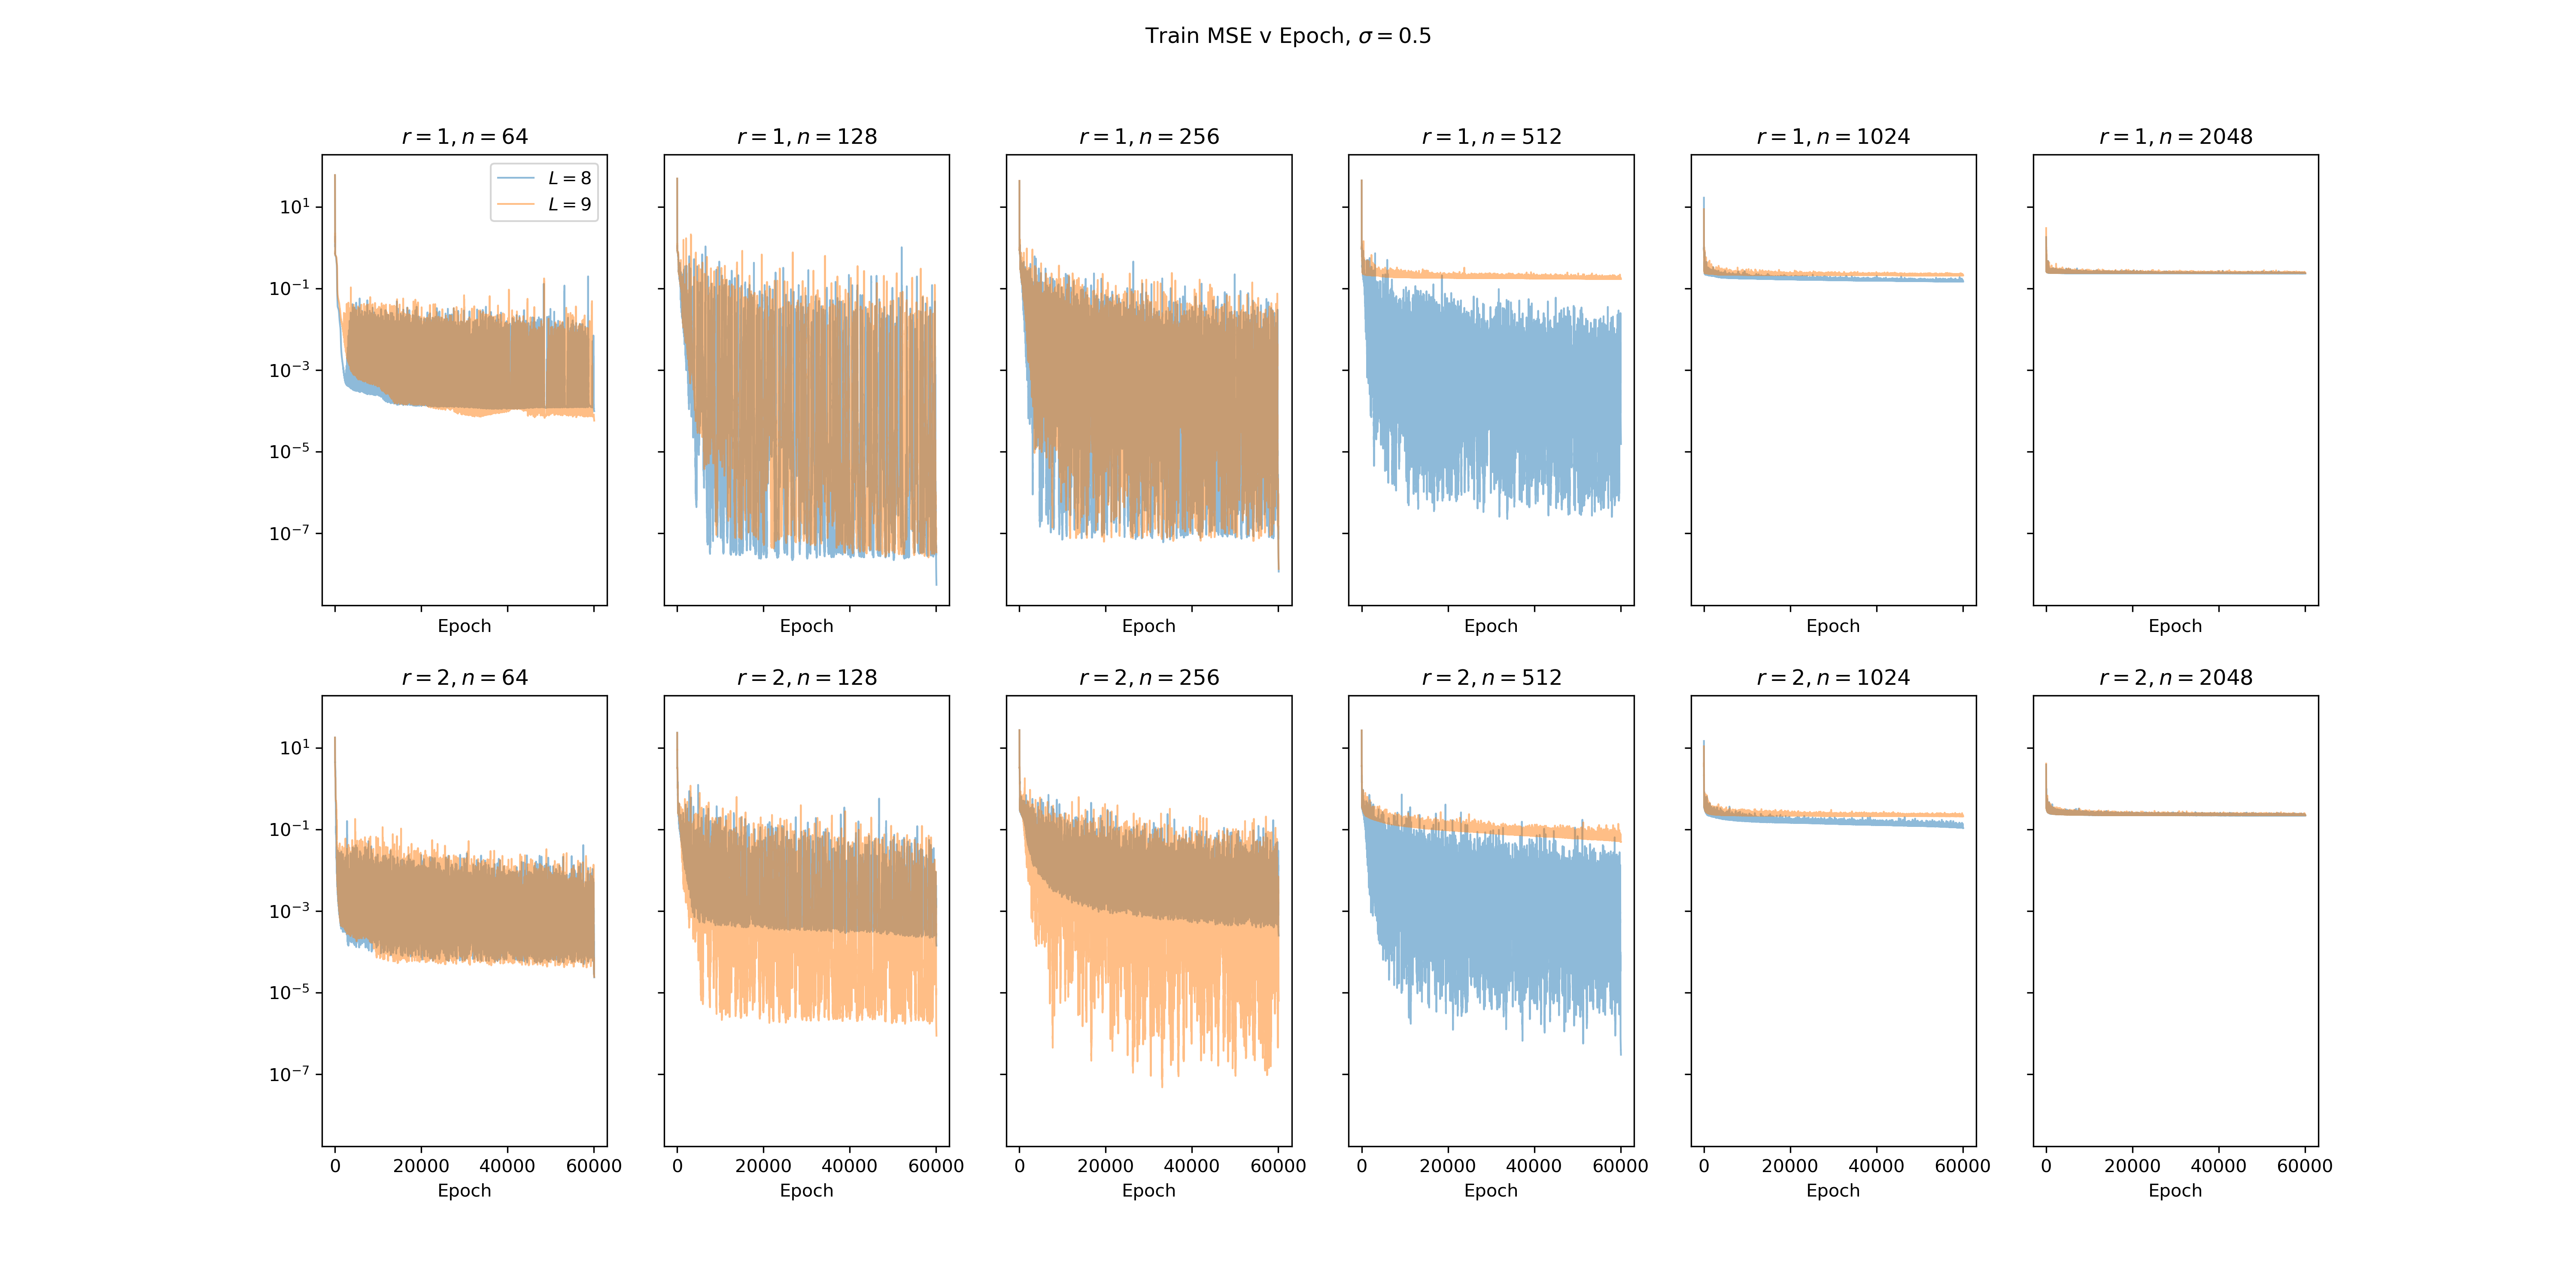 Train MSE v Epoch, σ = 0.5
r = 1, n = 64
r = 1, n = 128
r = 1, n = 256
r = 1, n = 512
r = 1, n = 1024
r = 1, n = 2048
L = 8
L = 9
10¹
10⁻¹
10⁻³
10⁻⁵
10⁻⁷
Epoch
Epoch
Epoch
Epoch
Epoch
Epoch
r = 2, n = 64
r = 2, n = 128
r = 2, n = 256
r = 2, n = 512
r = 2, n = 1024
r = 2, n = 2048
10¹
10⁻¹
10⁻³
10⁻⁵
10⁻⁷
0 20000 40000 60000
0 20000 40000 60000
0 20000 40000 60000
0 20000 40000 60000
0 20000 40000 60000
0 20000 40000 60000
Epoch
Epoch
Epoch
Epoch
Epoch
Epoch